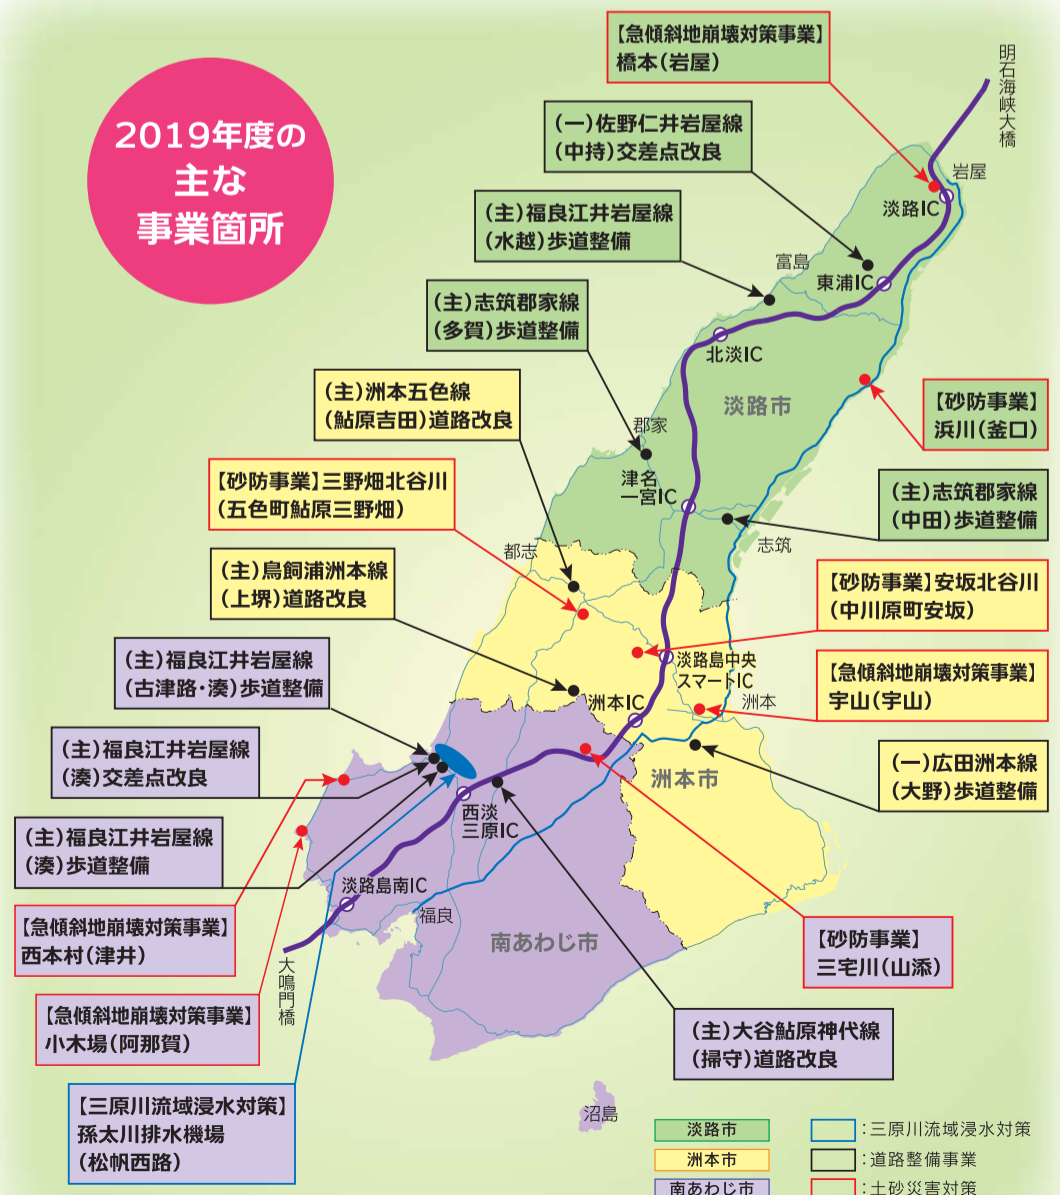 2019年度の
主な
事業箇所
【急傾斜地崩壊対策事業】
橋本(岩屋)
明石海峡大橋
(一)佐野仁井岩屋線
(中持)交差点改良
岩屋
淡路IC
(主)福良江井岩屋線
(水越)歩道整備
富島
東浦IC
(主)志筑郡家線
(多賀)歩道整備
北淡IC
(主)洲本五色線
(鮎原吉田)道路改良
淡路市
【砂防事業】
浜川(釜口)
郡家
津名
一宮IC
【砂防事業】三野畑北谷川
(五色町鮎原三野畑)
(主)志筑郡家線
(中田)歩道整備
志筑
都志
(主)鳥飼浦洲本線
(上堺)道路改良
【砂防事業】安坂北谷川
(中川原町安坂)
(主)福良江井岩屋線
(古津路・湊)歩道整備
淡路島中央
スマートIC
【急傾斜地崩壊対策事業】
宇山(宇山)
洲本IC
洲本
(主)福良江井岩屋線
(湊)交差点改良
洲本市
(一)広田洲本線
(大野)歩道整備
西淡
三原IC
(主)福良江井岩屋線
(湊)歩道整備
淡路島南IC
福良
【急傾斜地崩壊対策事業】
西本村(津井)
南あわじ市
【砂防事業】
三宅川(山添)
大鳴門橋
【急傾斜地崩壊対策事業】
小木場(阿那賀)
(主)大谷鮎原神代線
(掃守)道路改良
【三原川流域浸水対策】
孫太川排水機場
(松帆西路)
沼島
淡路市
:三原川流域浸水対策
洲本市
:道路整備事業
南あわじ市
:土砂災害対策